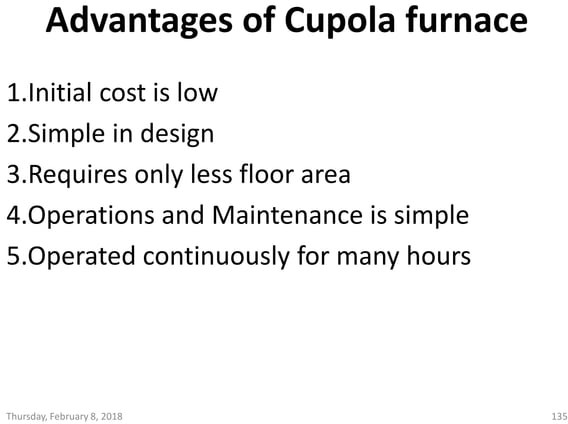 Advantages of Cupola furnace
1.Initial cost is low
2.Simple in design
3.Requires only less floor area
4.Operations and Maintenance is simple
5.Operated continuously for many hours
Thursday, February 8, 2018
135